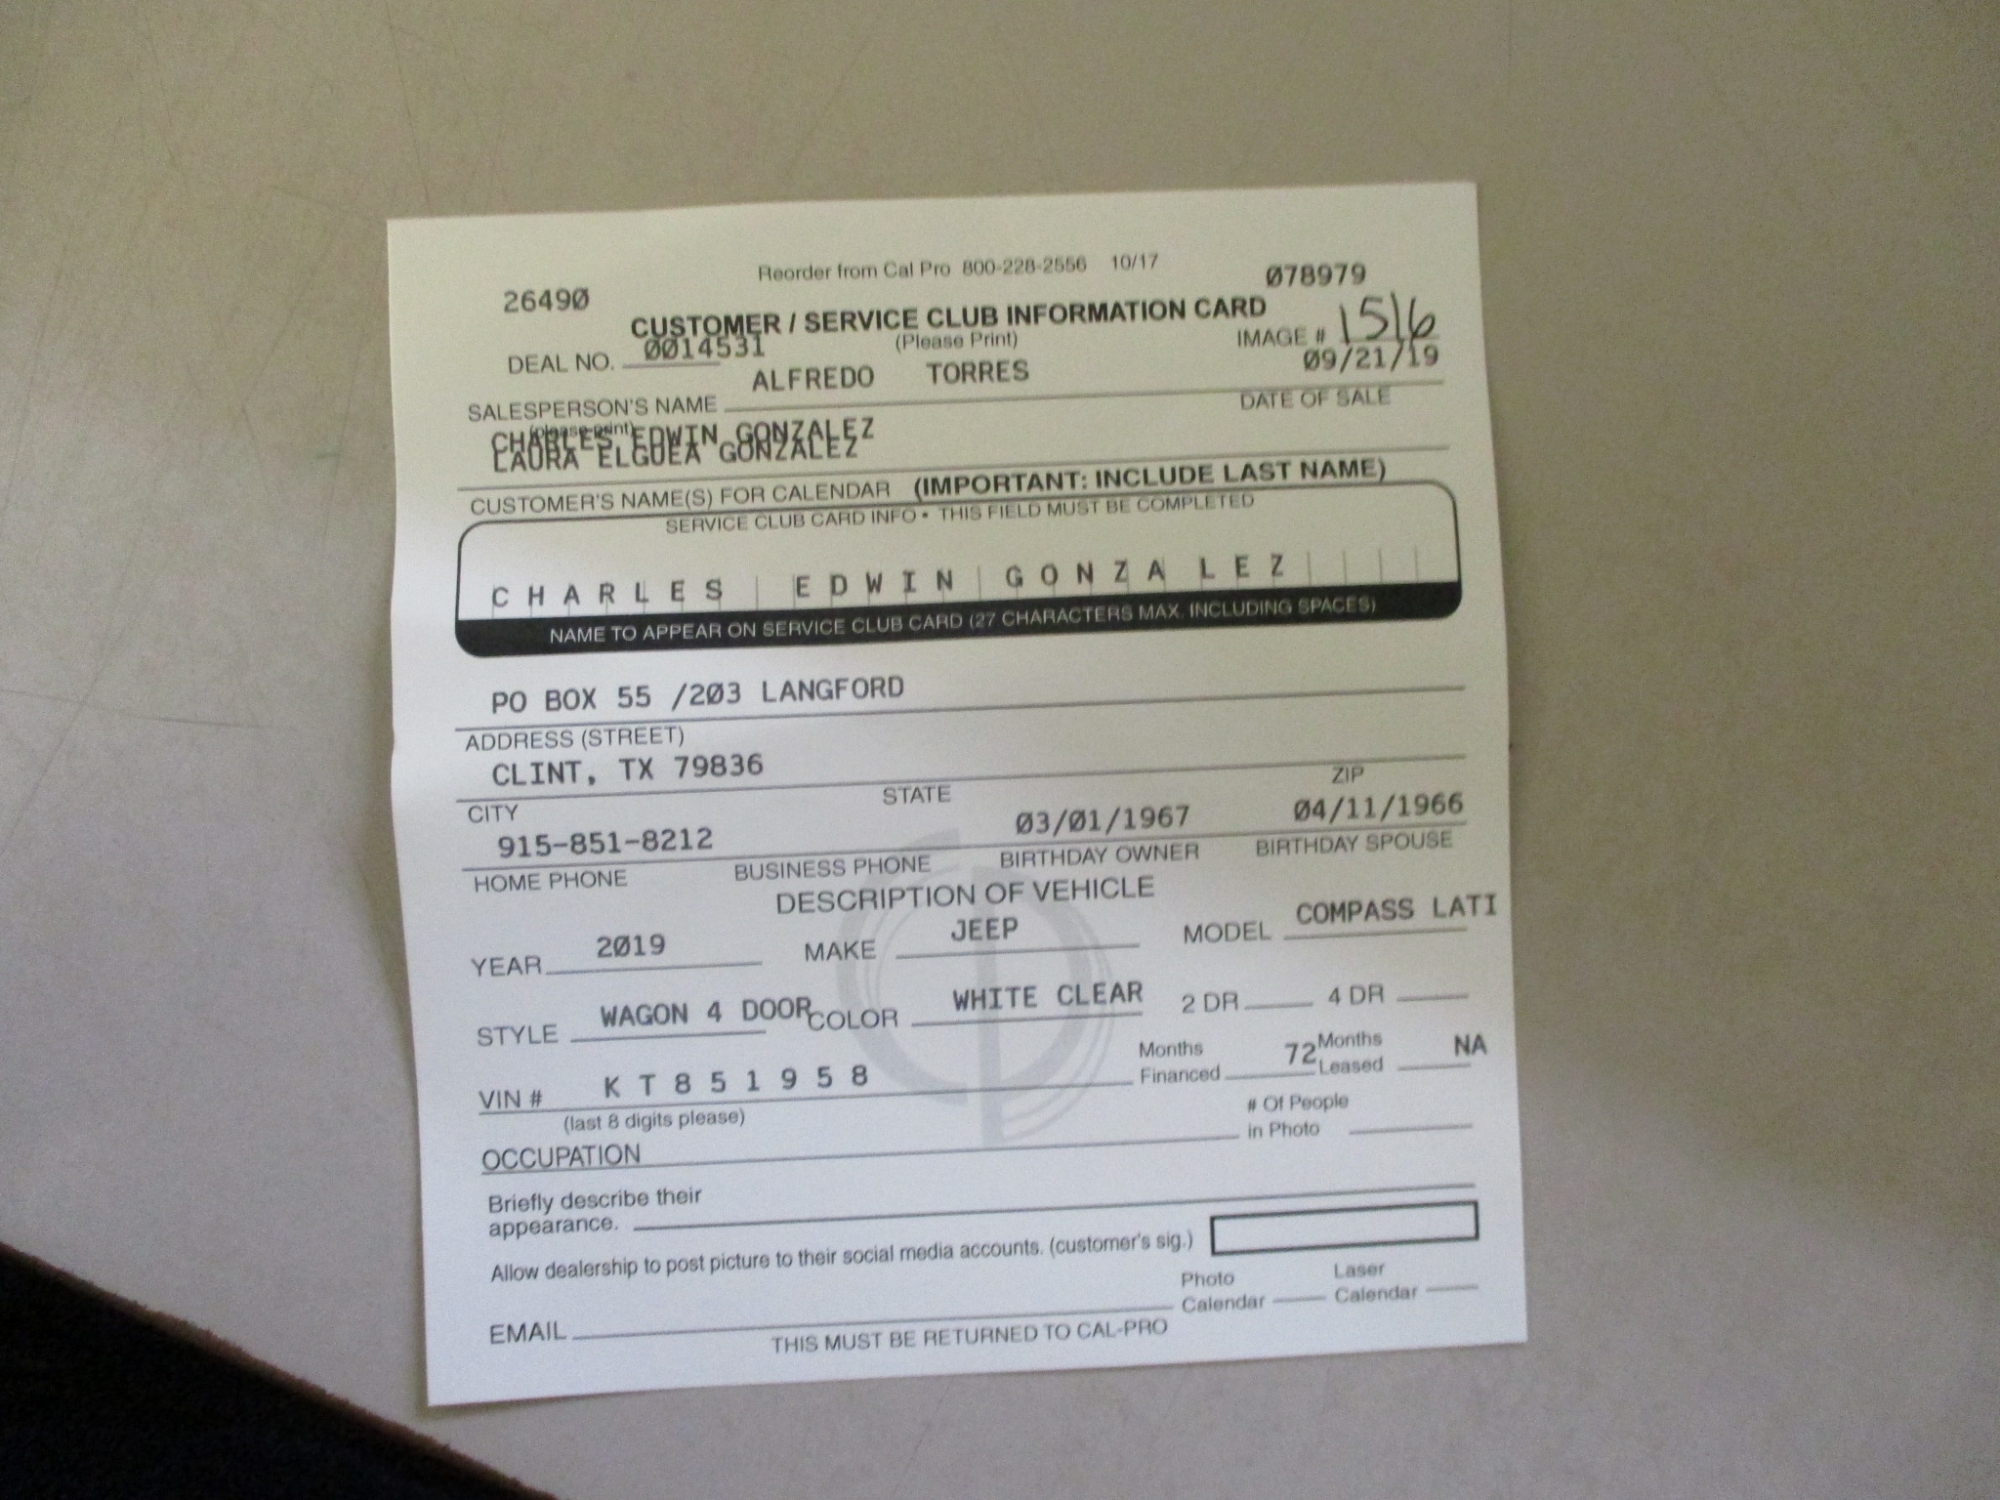 Reorder from Cal Pro 800-228-2556 10/17
26490 078979
CUSTOMER / SERVICE CLUB INFORMATION CARD
(Please Print)
DEAL NO. 0014531 IMAGE # 1516
ALFREDO TORRES 09/21/19
SALESPERSON'S NAME DATE OF SALE
(please print)
CHARLES EDWIN GONZALEZ
LAURA ELGUEA GONZALEZ
CUSTOMER'S NAME(S) FOR CALENDAR (IMPORTANT: INCLUDE LAST NAME)
SERVICE CLUB CARD INFO • THIS FIELD MUST BE COMPLETED
CHARLES EDWIN GONZALEZ
NAME TO APPEAR ON SERVICE CLUB CARD (27 CHARACTERS MAX. INCLUDING SPACES)
PO BOX 55 /203 LANGFORD
ADDRESS (STREET)
CLINT, TX 79836
CITY STATE ZIP
915-851-8212 03/01/1967 04/11/1966
HOME PHONE BUSINESS PHONE BIRTHDAY OWNER BIRTHDAY SPOUSE
DESCRIPTION OF VEHICLE
YEAR 2019 MAKE JEEP MODEL COMPASS LATI
STYLE WAGON 4 DOOR COLOR WHITE CLEAR 2 DR 4 DR
VIN # K T 8 5 1 9 5 8 Months Financed 72 Months Leased NA
(last 8 digits please)
OCCUPATION # Of People in Photo
Briefly describe their
appearance.
Allow dealership to post picture to their social media accounts. (customer's sig.)
EMAIL Photo Calendar Laser Calendar
THIS MUST BE RETURNED TO CAL-PRO